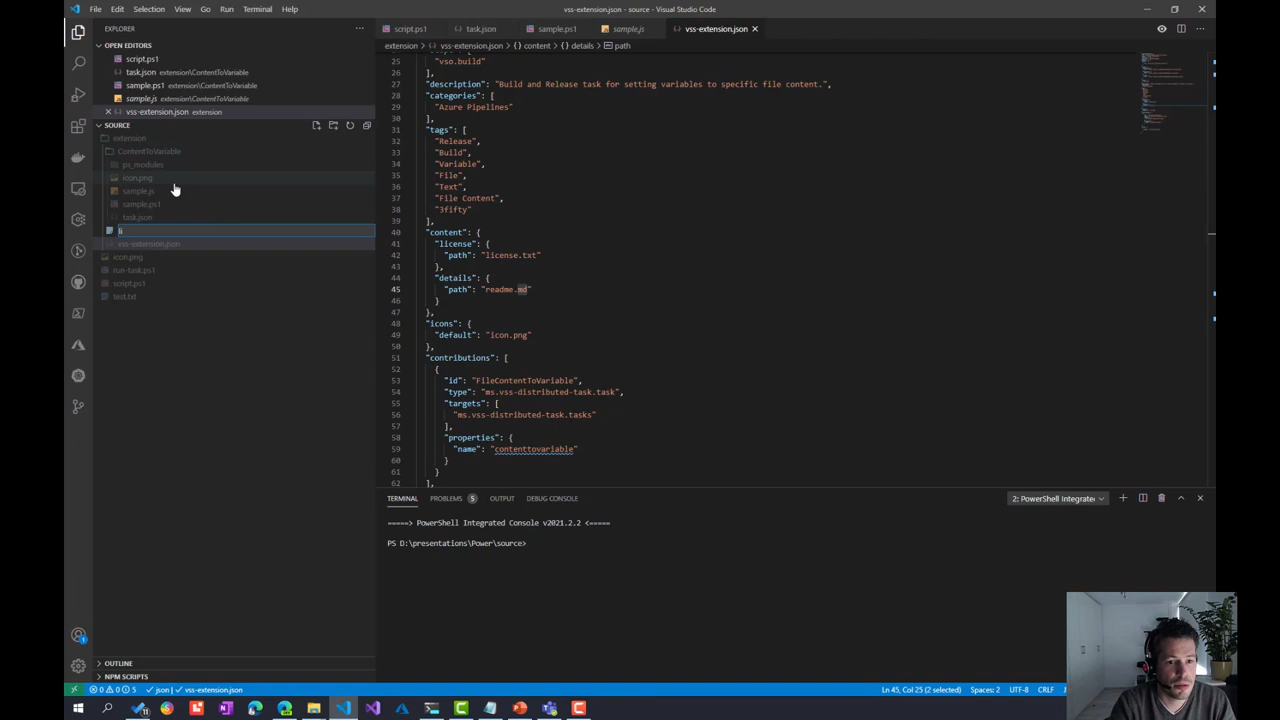 File Edit Selection View Go Run Terminal Help
vss-extension.json - source - Visual Studio Code
EXPLORER
OPEN EDITORS
script.ps1
task.json extension\ContentToVariable
sample.ps1 extension\ContentToVariable
sample.js extension\ContentToVariable
vss-extension.json extension
SOURCE
extension
ContentToVariable
ps_modules
icon.png
sample.js
sample.ps1
task.json
li
vss-extension.json
icon.png
run-task.ps1
script.ps1
test.txt
OUTLINE
NPM SCRIPTS
script.ps1 task.json sample.ps1 sample.js vss-extension.json
extension > vss-extension.json > {} content > {} details > path
25 "vso.build"
26 ],
27 "description": "Build and Release task for setting variables to specific file content.",
28 "categories": [
29 "Azure Pipelines"
30 ],
31 "tags": [
32 "Release",
33 "Build",
34 "Variable",
35 "File",
36 "Text",
37 "File Content",
38 "3fifty"
39 ],
40 "content": {
41 "license": {
42 "path": "license.txt"
43 },
44 "details": {
45 "path": "readme.md"
46 }
47 },
48 "icons": {
49 "default": "icon.png"
50 },
51 "contributions": [
52 {
53 "id": "FileContentToVariable",
54 "type": "ms.vss-distributed-task.task",
55 "targets": [
56 "ms.vss-distributed-task.tasks"
57 ],
58 "properties": {
59 "name": "contenttovariable"
60 }
61 }
62 ],
TERMINAL PROBLEMS 5 OUTPUT DEBUG CONSOLE
2: PowerShell Integrate
=====> PowerShell Integrated Console v2021.2.2 <=====
PS D:\presentations\Power\source>
0 0 5 json | vss-extension.json
Ln 45, Col 25 (2 selected) Spaces: 2 UTF-8 CRLF